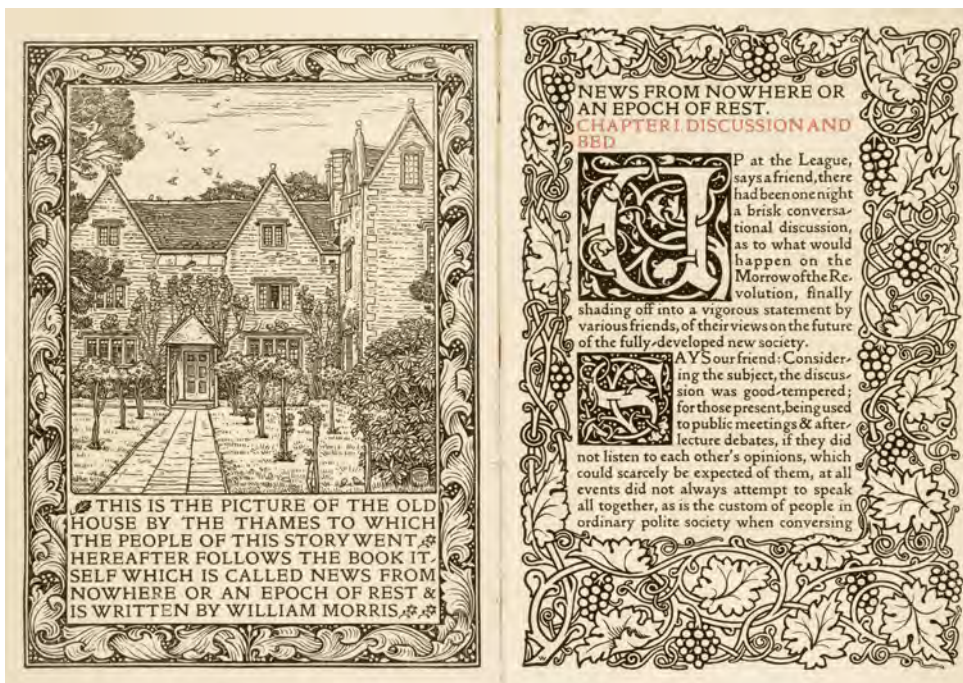 THIS IS THE PICTURE OF THE OLD
HOUSE BY THE THAMES TO WHICH
THE PEOPLE OF THIS STORY WENT
HEREAFTER FOLLOWS THE BOOK IT-
SELF WHICH IS CALLED NEWS FROM
NOWHERE OR AN EPOCH OF REST &
IS WRITTEN BY WILLIAM MORRIS
NEWS FROM NOWHERE OR
AN EPOCH OF REST.
CHAPTER I. DISCUSSION AND
BED
UP at the League,
says a friend, there
had been one night
a brisk conversa-
tional discussion,
as to what would
happen on the
Morrow of the Re-
volution, finally
shading off into a vigorous statement by
various friends, of their views on the future
of the fully-developed new society.
SAYS our friend: Consider-
ing the subject, the discus-
sion was good-tempered;
for those present, being used
to public meetings & after-
lecture debates, if they did
not listen to each other's opinions, which
could scarcely be expected of them, at all
events did not always attempt to speak
all together, as is the custom of people in
ordinary polite society when conversing